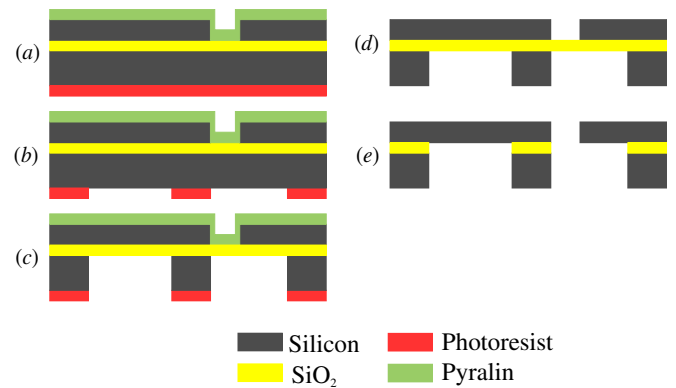 (a)
(b)
(c)
(d)
(e)
Silicon
Photoresist
SiO₂
Pyralin